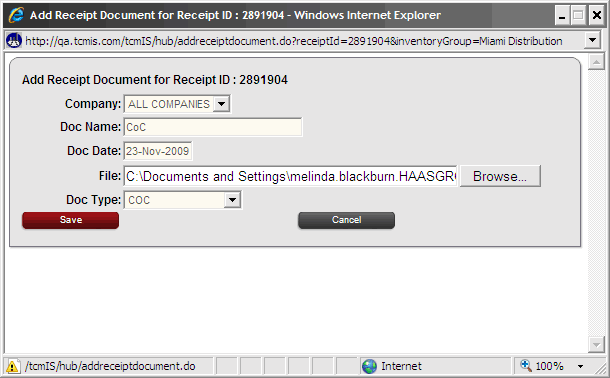 Add Receipt Document for Receipt ID : 2891904 - Windows Internet Explorer
http://qa.tcmis.com/tcmIS/hub/addreceiptdocument.do?receiptId=2891904&inventoryGroup=Miami Distribution
Add Receipt Document for Receipt ID : 2891904
Company: ALL COMPANIES
Doc Name: CoC
Doc Date: 23-Nov-2009
File: C:\Documents and Settings\melinda.blackburn.HAASGRO Browse...
Doc Type: COC
Save Cancel
/tcmIS/hub/addreceiptdocument.do Internet 100%